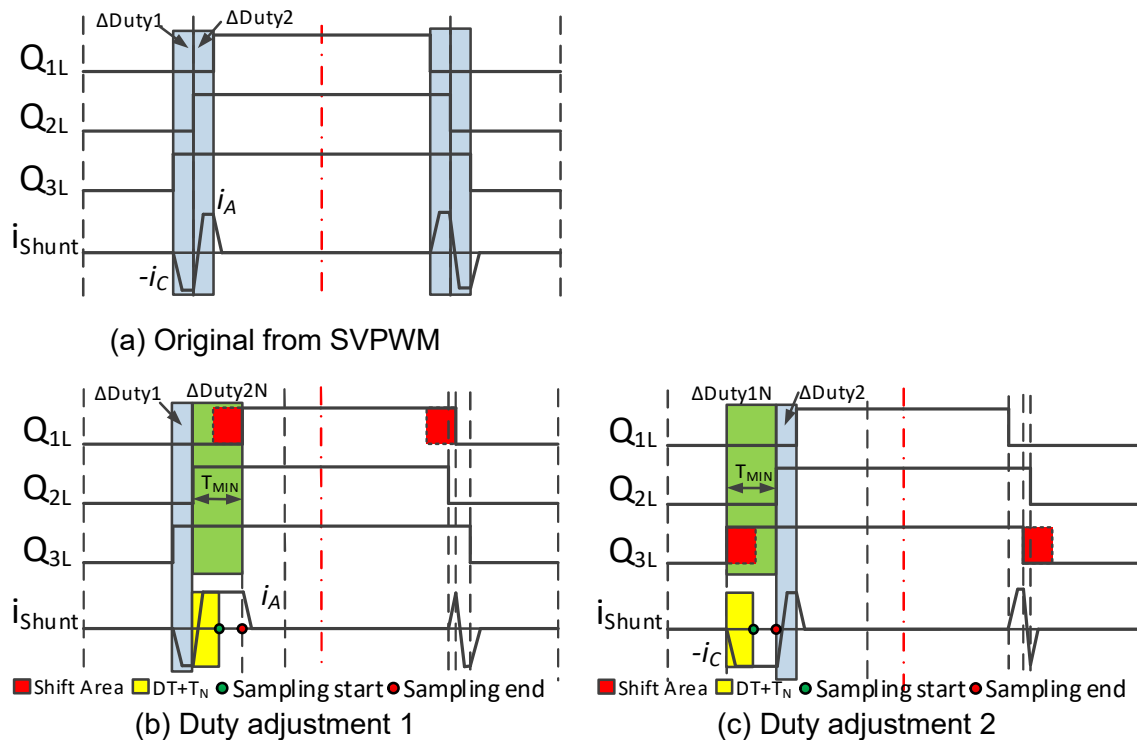 ΔDuty1
ΔDuty2
Q1L
Q2L
Q3L
iA
iShunt
-iC
(a) Original from SVPWM
ΔDuty1
ΔDuty2N
Q1L
Q2L
TMIN
Q3L
iA
iShunt
Shift Area DT+TN Sampling start Sampling end
(b) Duty adjustment 1
ΔDuty1N
ΔDuty2
Q1L
Q2L
TMIN
Q3L
iShunt
-iC
Shift Area DT+TN Sampling start Sampling end
(c) Duty adjustment 2